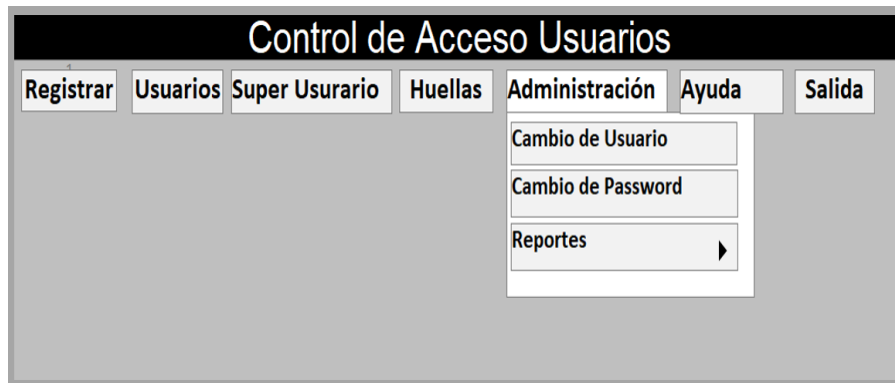 Control de Acceso Usuarios
1
Registrar Usuarios Super Usurario Huellas Administración Ayuda Salida
Cambio de Usuario
Cambio de Password
Reportes